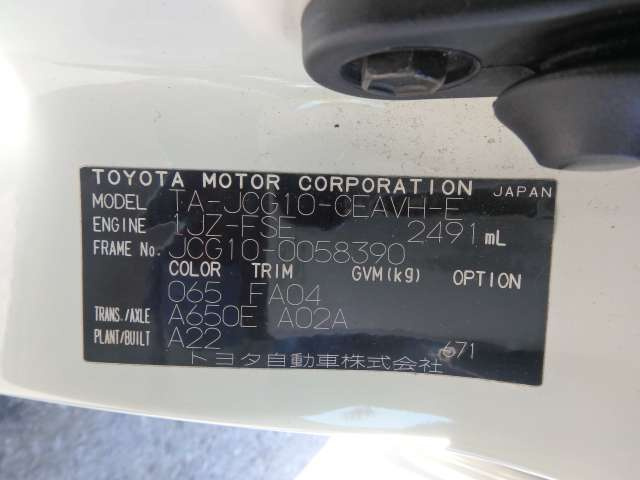 TOYOTA MOTOR CORPORATION JAPAN
MODEL TA-JCG10-CEAVH-E
ENGINE 1JZ-FSE 2491 mL
FRAME No. JCG10-0058390
COLOR TRIM GVM(kg) OPTION
065 FA04
TRANS./AXLE A650E A02A
PLANT/BUILT A22 671
トヨタ自動車株式会社